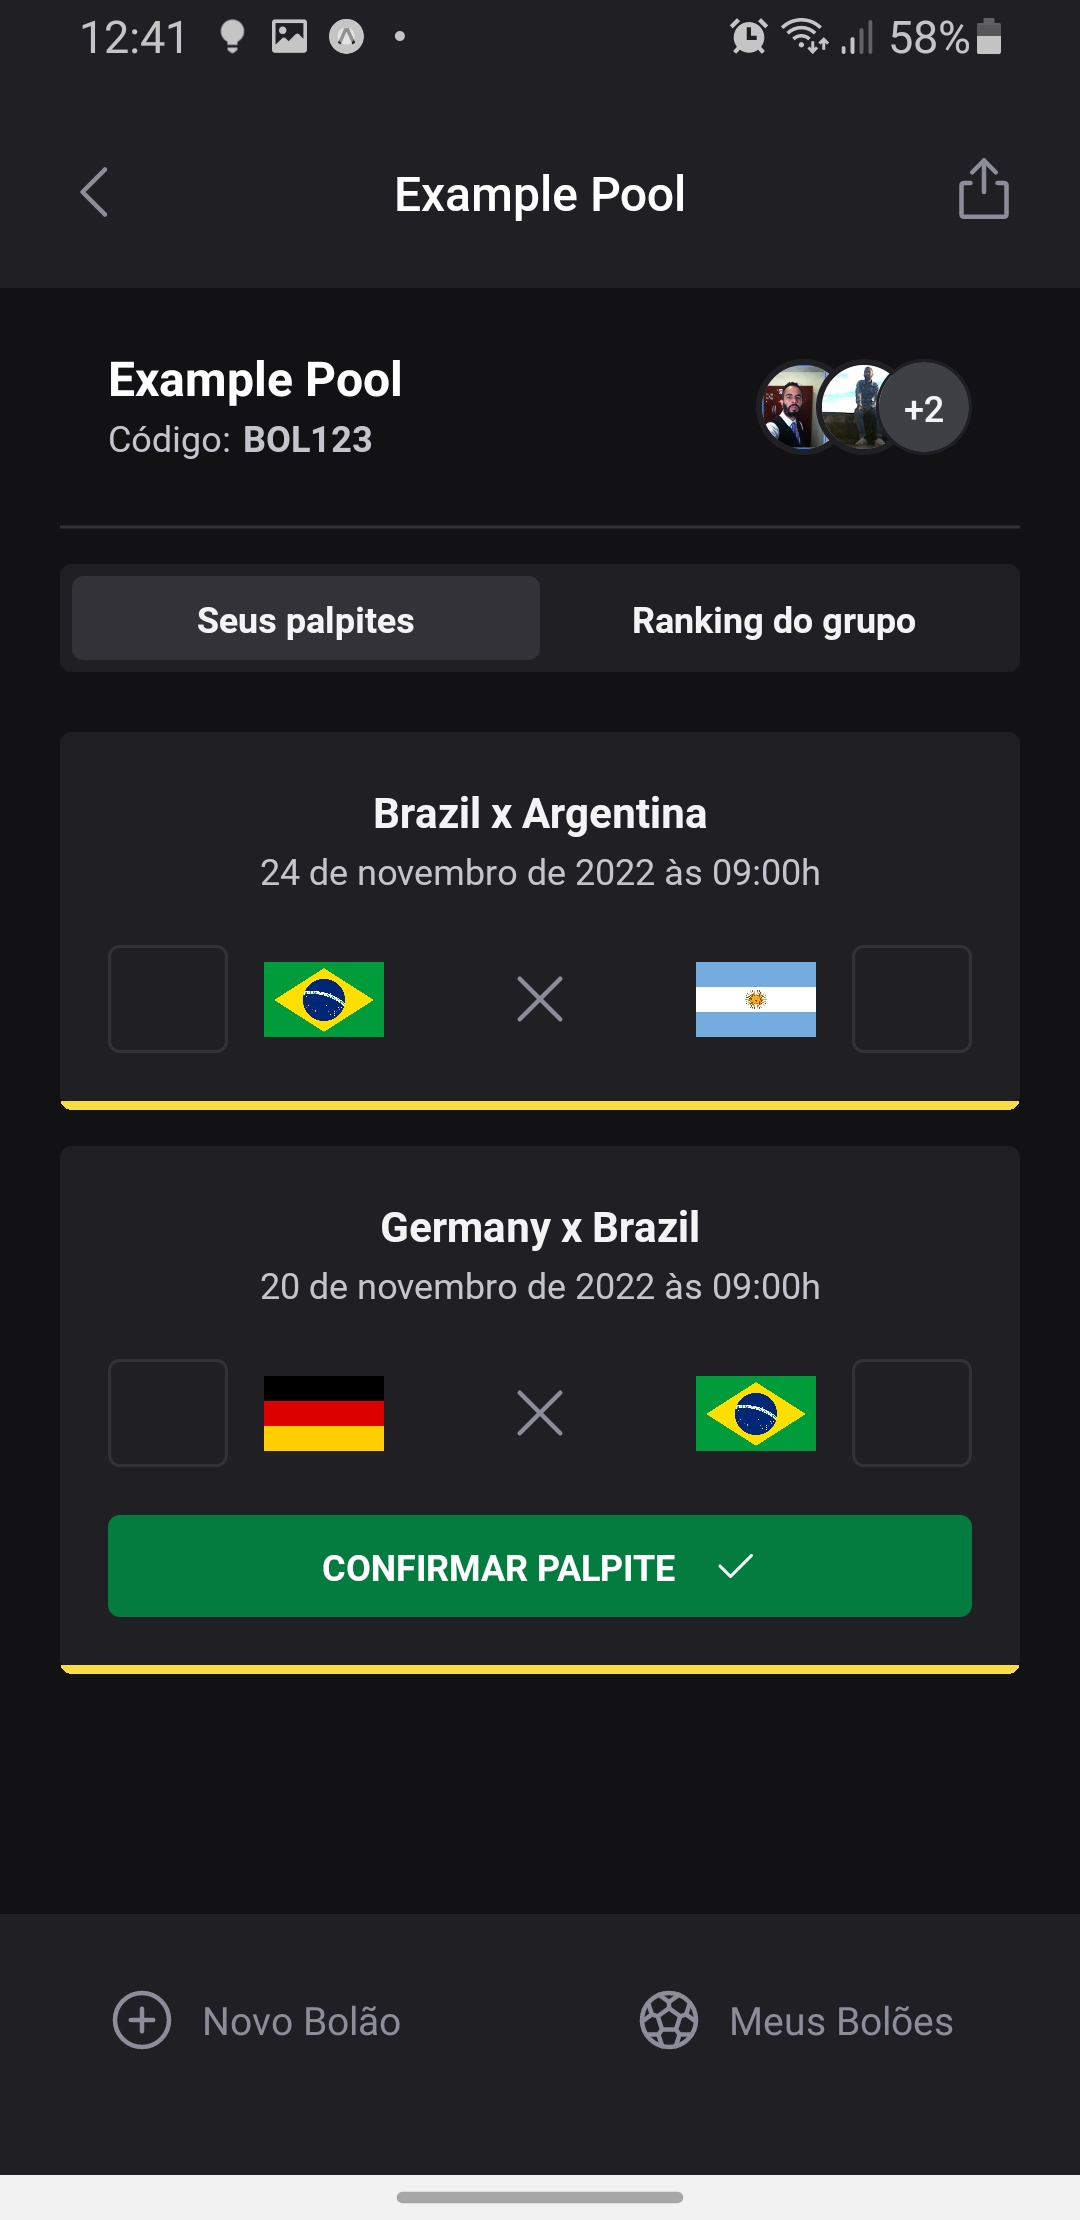 12:41
58%
Example Pool
Example Pool
Código: BOL123
+2
Seus palpites
Ranking do grupo
Brazil x Argentina
24 de novembro de 2022 às 09:00h
Germany x Brazil
20 de novembro de 2022 às 09:00h
CONFIRMAR PALPITE
Novo Bolão
Meus Bolões